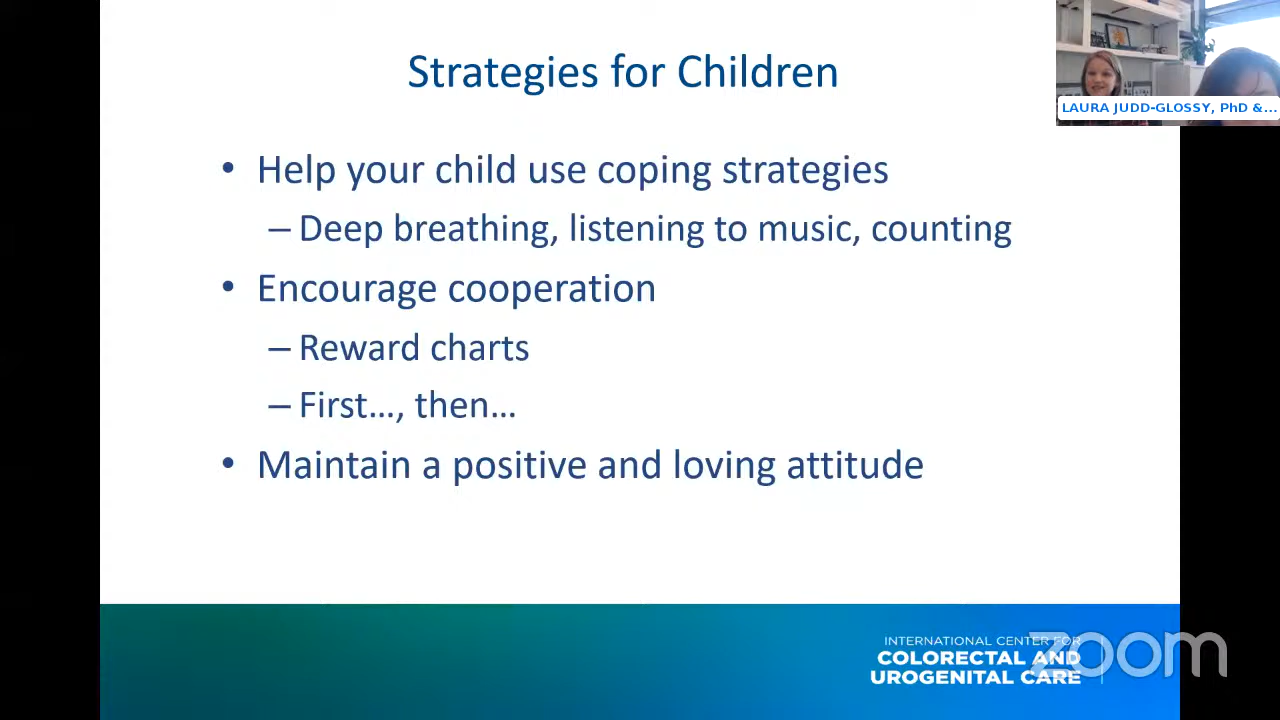 Strategies for Children
LAURA JUDD-GLOSSY, PhD &...
• Help your child use coping strategies
– Deep breathing, listening to music, counting
• Encourage cooperation
– Reward charts
– First…, then…
• Maintain a positive and loving attitude
INTERNATIONAL CENTER FOR
COLORECTAL AND
UROGENITAL CARE
zoom